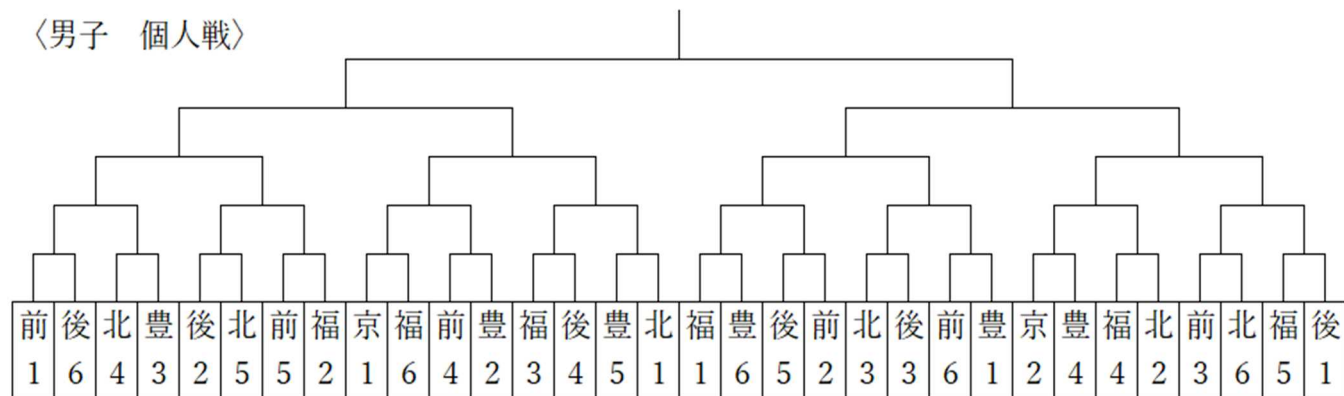 〈男子　個人戦〉
前 後 北 豊 後 北 前 福 京 福 前 豊 福 後 豊 北 福 豊 後 前 北 後 前 豊 京 豊 福 北 前 北 福 後
1 6 4 3 2 5 5 2 1 6 4 2 3 4 5 1 1 6 5 2 3 3 6 1 2 4 4 2 3 6 5 1